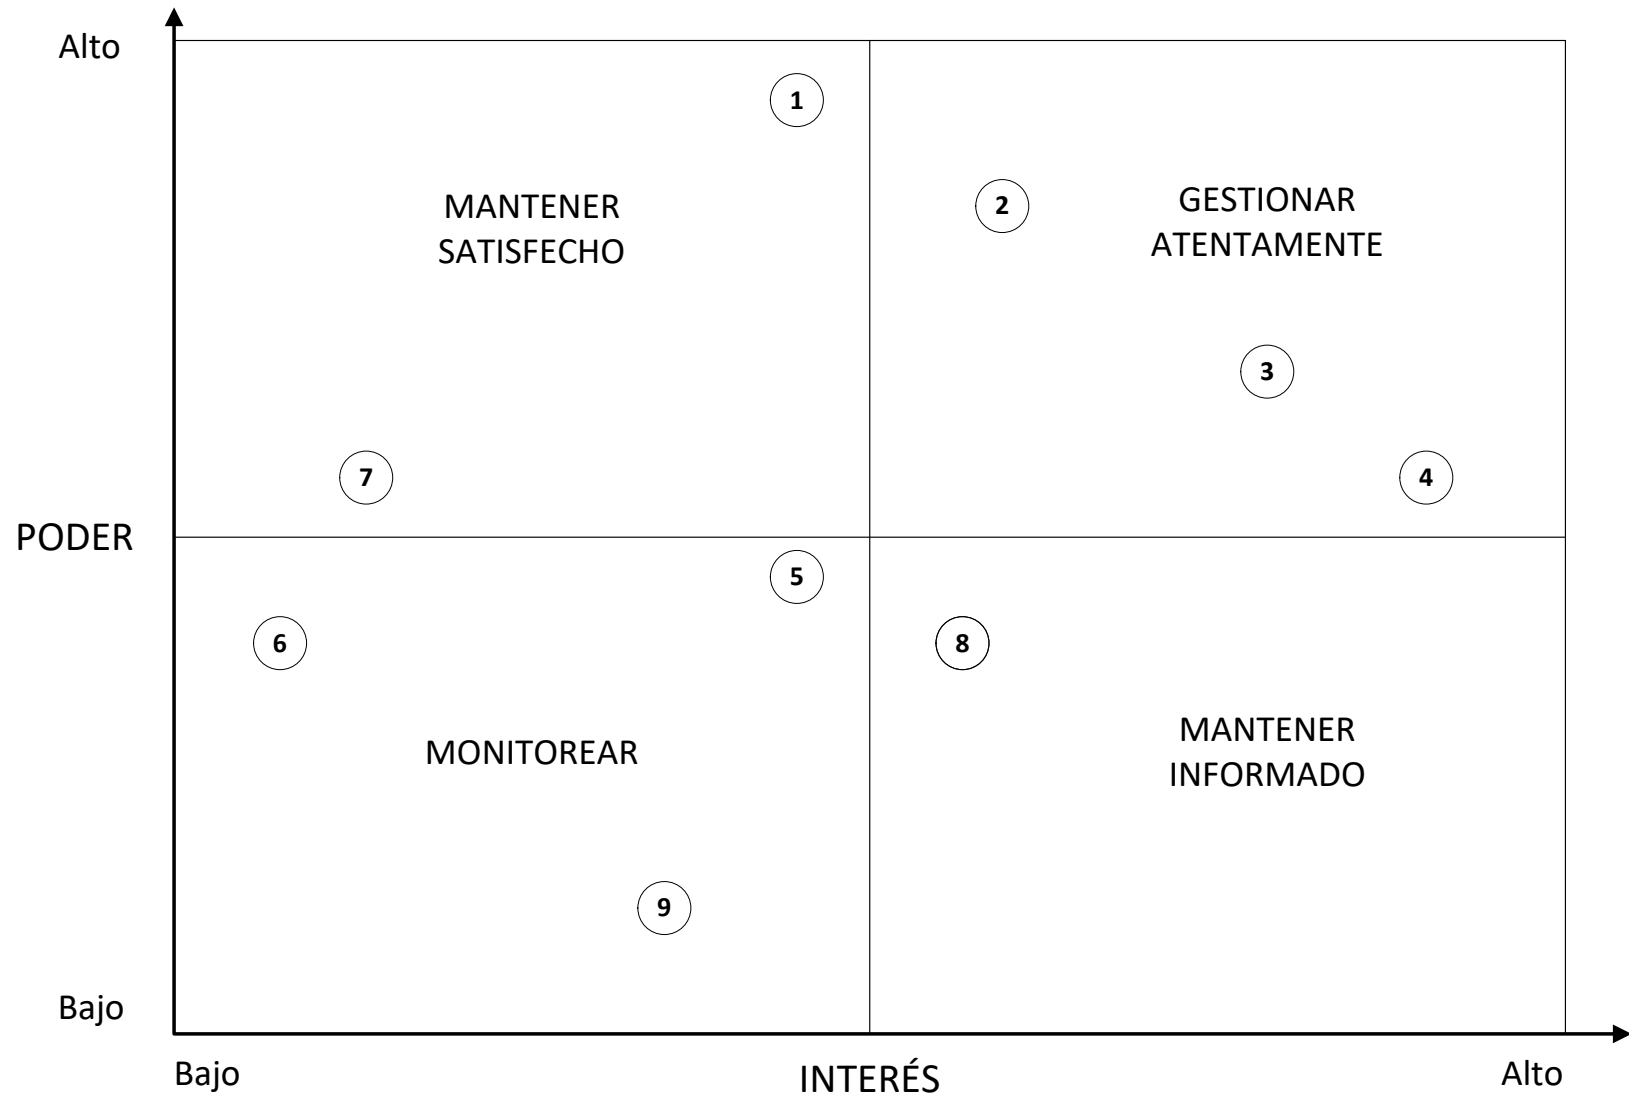 Alto
1
MANTENER
SATISFECHO
2
GESTIONAR
ATENTAMENTE
3
7
4
PODER
5
6
8
MONITOREAR
MANTENER
INFORMADO
9
Bajo
Bajo
INTERÉS
Alto